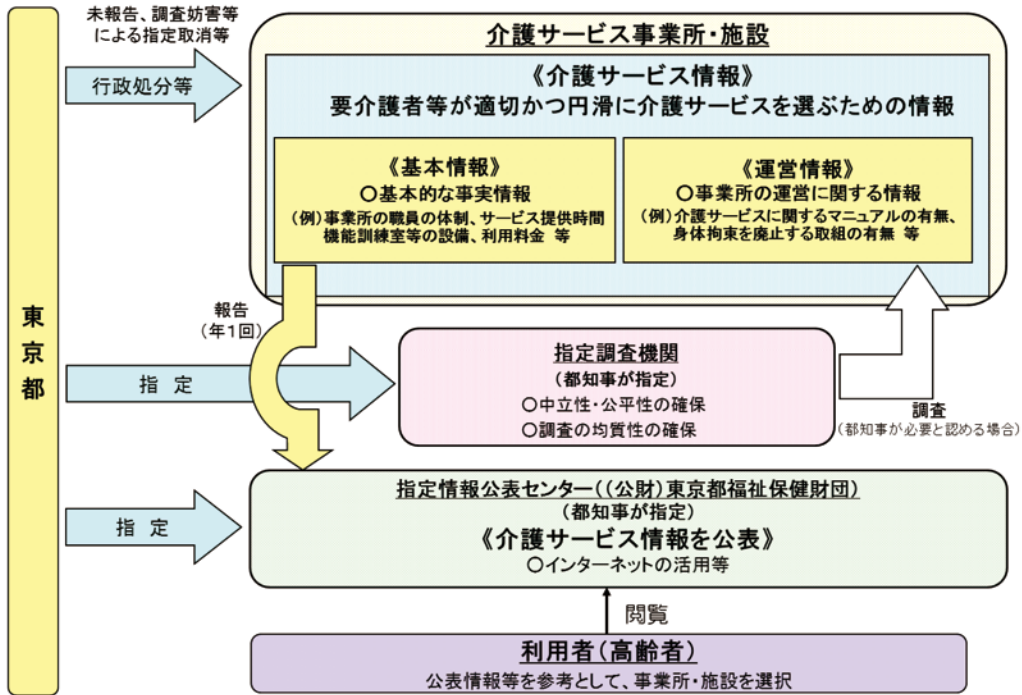 東京都
未報告、調査妨害等
による指定取消等
行政処分等
介護サービス事業所・施設
《介護サービス情報》
要介護者等が適切かつ円滑に介護サービスを選ぶための情報
《基本情報》
○基本的な事実情報
（例）事業所の職員の体制、サービス提供時間
機能訓練室等の設備、利用料金 等
《運営情報》
○事業所の運営に関する情報
（例）介護サービスに関するマニュアルの有無、
身体拘束を廃止する取組の有無 等
報告
（年１回）
指 定
指定調査機関
（都知事が指定）
○中立性・公平性の確保
○調査の均質性の確保
調査
（都知事が必要と認める場合）
指 定
指定情報公表センター（（公財）東京都福祉保健財団）
（都知事が指定）
《介護サービス情報を公表》
○インターネットの活用等
閲覧
利用者（高齢者）
公表情報等を参考として、事業所・施設を選択